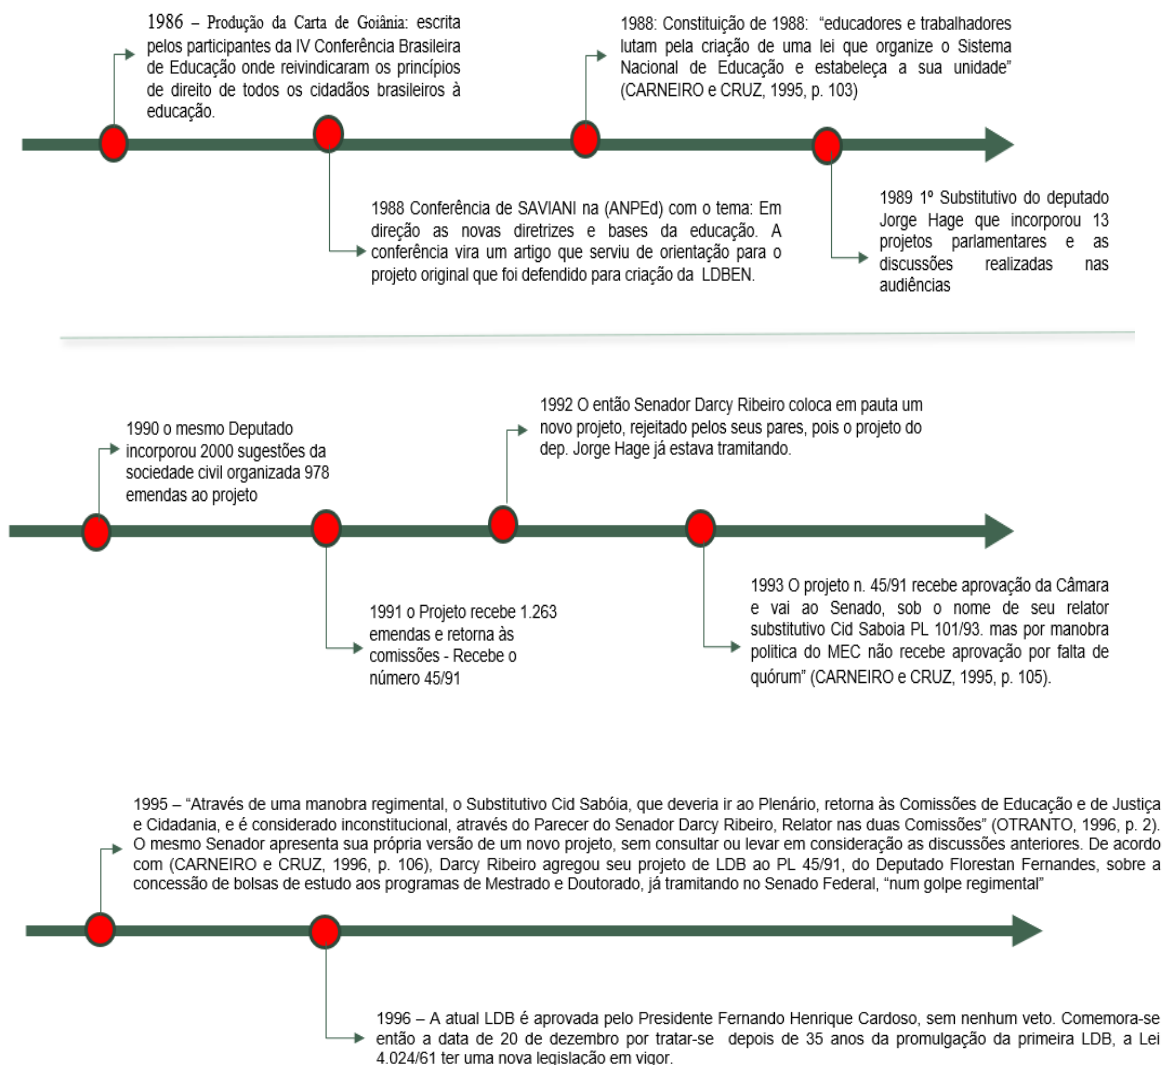 1986 – Produção da Carta de Goiânia: escrita
pelos participantes da IV Conferência Brasileira
de Educação onde reivindicaram os princípios
de direito de todos os cidadãos brasileiros à
educação.
1988 Conferência de SAVIANI na (ANPEd) com o tema: Em
direção as novas diretrizes e bases da educação. A
conferência vira um artigo que serviu de orientação para o
projeto original que foi defendido para criação da LDBEN.
1988: Constituição de 1988: “educadores e trabalhadores
lutam pela criação de uma lei que organize o Sistema
Nacional de Educação e estabeleça a sua unidade”
(CARNEIRO e CRUZ, 1995, p. 103)
1989 1º Substitutivo do deputado
Jorge Hage que incorporou 13
projetos parlamentares e as
discussões realizadas nas
audiências
1990 o mesmo Deputado
incorporou 2000 sugestões da
sociedade civil organizada 978
emendas ao projeto
1991 o Projeto recebe 1.263
emendas e retorna às
comissões - Recebe o
número 45/91
1992 O então Senador Darcy Ribeiro coloca em pauta um
novo projeto, rejeitado pelos seus pares, pois o projeto do
dep. Jorge Hage já estava tramitando.
1993 O projeto n. 45/91 recebe aprovação da Câmara
e vai ao Senado, sob o nome de seu relator
substitutivo Cid Saboia PL 101/93. mas por manobra
politica do MEC não recebe aprovação por falta de
quórum” (CARNEIRO e CRUZ, 1995, p. 105).
1995 – “Através de uma manobra regimental, o Substitutivo Cid Sabóia, que deveria ir ao Plenário, retorna às Comissões de Educação e de Justiça
e Cidadania, e é considerado inconstitucional, através do Parecer do Senador Darcy Ribeiro, Relator nas duas Comissões” (OTRANTO, 1996, p. 2).
O mesmo Senador apresenta sua própria versão de um novo projeto, sem consultar ou levar em consideração as discussões anteriores. De acordo
com (CARNEIRO e CRUZ, 1996, p. 106), Darcy Ribeiro agregou seu projeto de LDB ao PL 45/91, do Deputado Florestan Fernandes, sobre a
concessão de bolsas de estudo aos programas de Mestrado e Doutorado, já tramitando no Senado Federal, “num golpe regimental”
1996 – A atual LDB é aprovada pelo Presidente Fernando Henrique Cardoso, sem nenhum veto. Comemora-se
então a data de 20 de dezembro por tratar-se depois de 35 anos da promulgação da primeira LDB, a Lei
4.024/61 ter uma nova legislação em vigor.